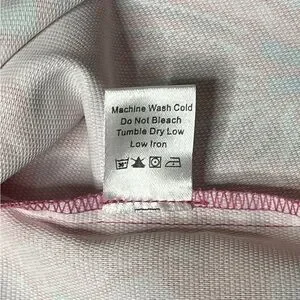 Machine Wash Cold
Do Not Bleach
Tumble Dry Low
Low Iron